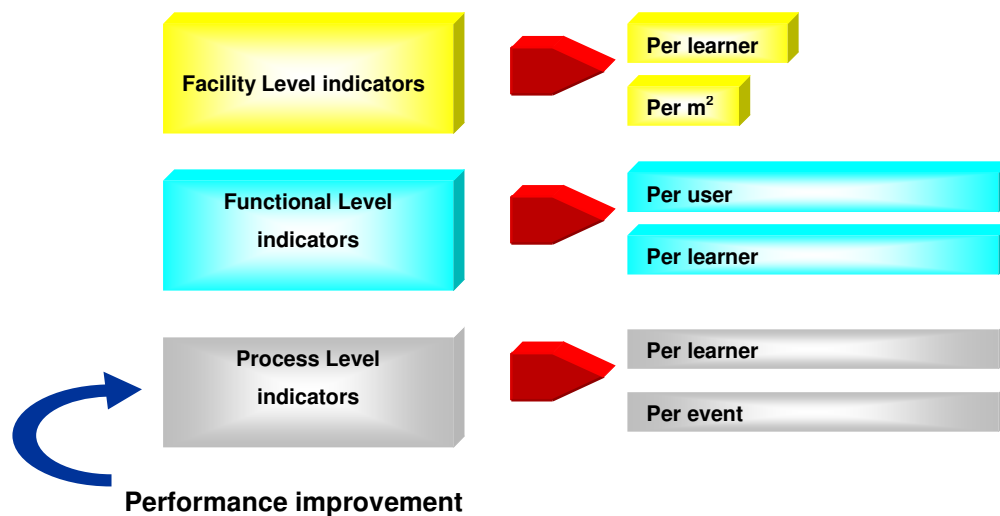 Facility Level indicators
Per learner
Per m²
Functional Level
indicators
Per user
Per learner
Process Level
indicators
Per learner
Per event
Performance improvement